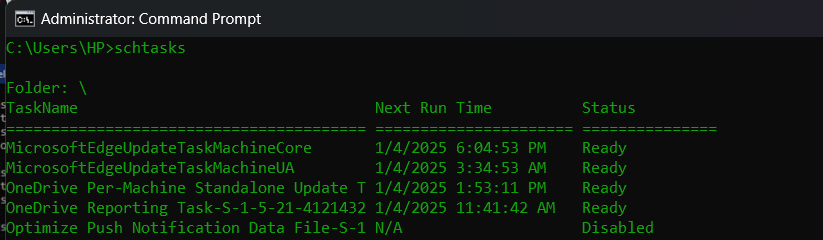 Administrator: Command Prompt
C:\Users\HP>schtasks
Folder: \
TaskName                                 Next Run Time          Status
======================================== ====================== ===============
MicrosoftEdgeUpdateTaskMachineCore       1/4/2025 6:04:53 PM    Ready
MicrosoftEdgeUpdateTaskMachineUA         1/4/2025 3:34:53 AM    Ready
OneDrive Per-Machine Standalone Update T 1/4/2025 1:53:11 PM    Ready
OneDrive Reporting Task-S-1-5-21-4121432 1/4/2025 11:41:42 AM   Ready
Optimize Push Notification Data File-S-1 N/A                    Disabled